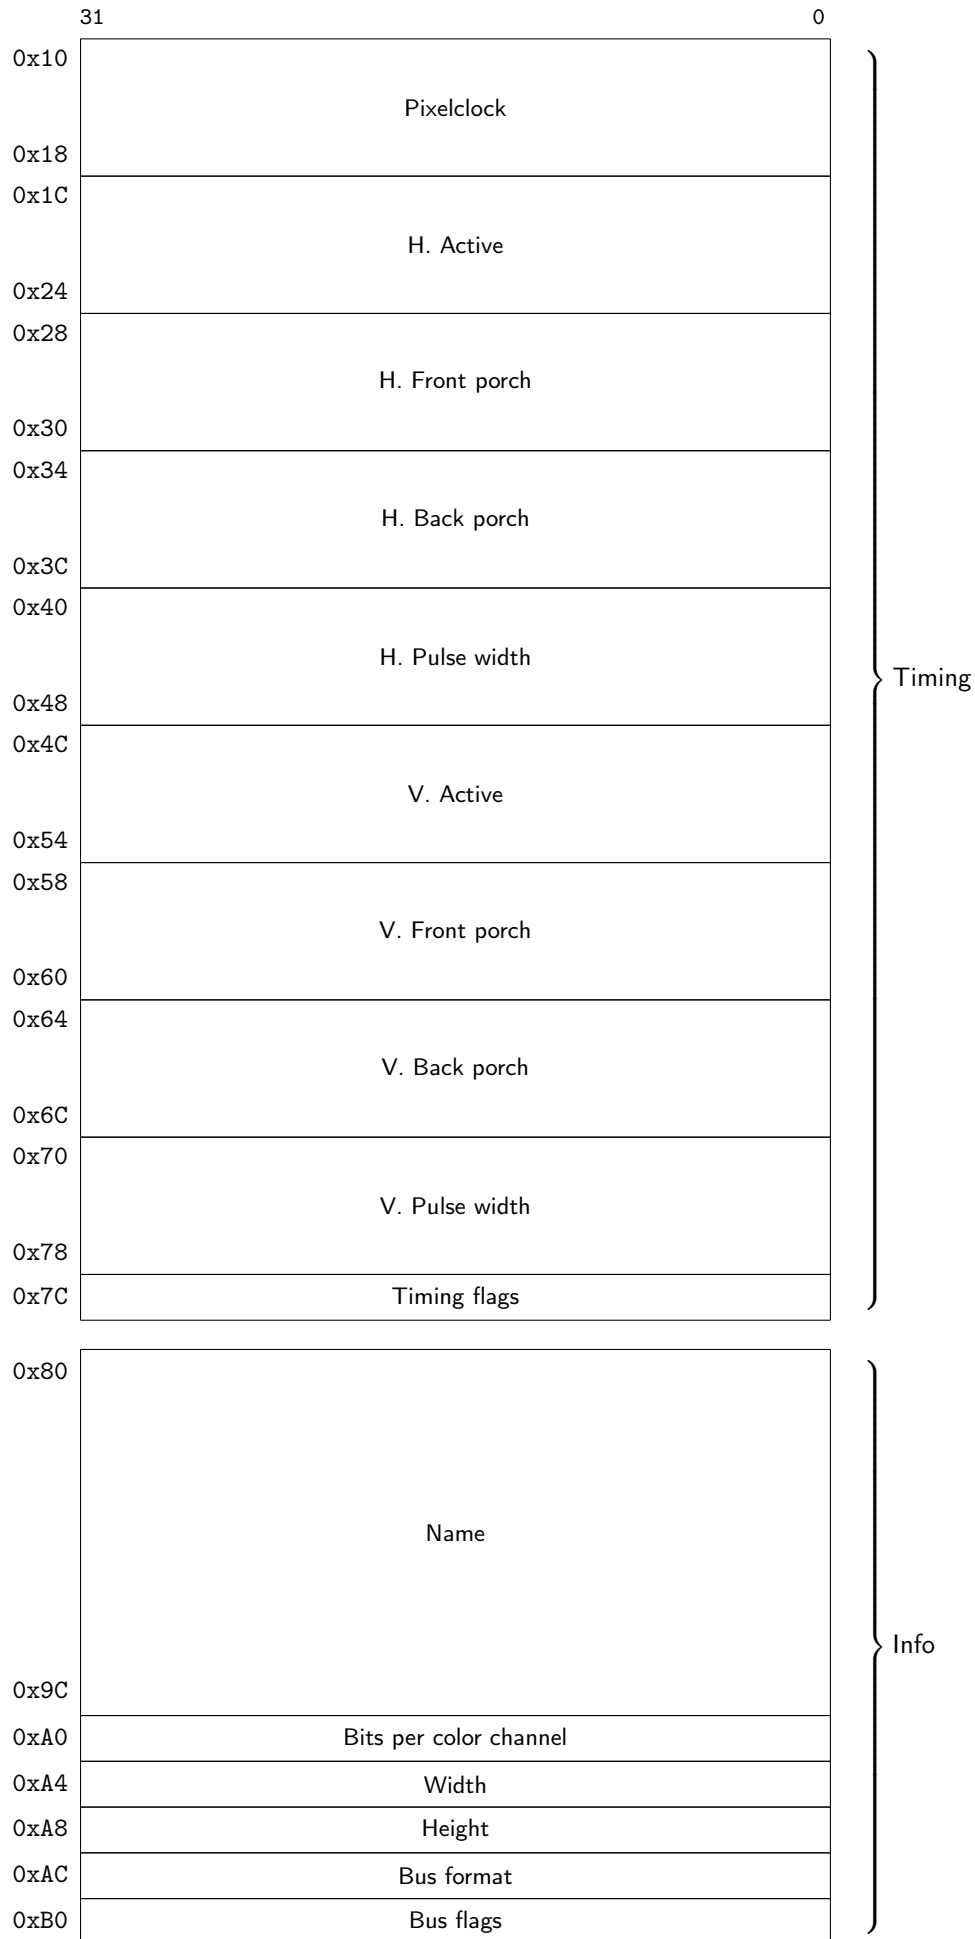 31 0
0x10
Pixelclock
0x18
0x1C
H. Active
0x24
0x28
H. Front porch
0x30
0x34
H. Back porch
0x3C
0x40
H. Pulse width
Timing
0x48
0x4C
V. Active
0x54
0x58
V. Front porch
0x60
0x64
V. Back porch
0x6C
0x70
V. Pulse width
0x78
0x7C Timing flags
0x80
Name
Info
0x9C
0xA0 Bits per color channel
0xA4 Width
0xA8 Height
0xAC Bus format
0xB0 Bus flags